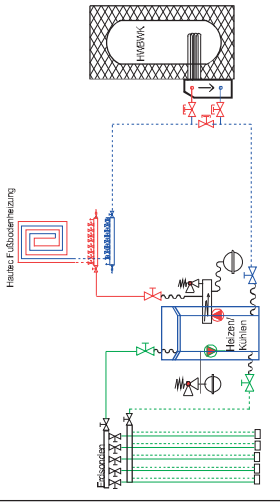 HWBWK
Hautec Fußbodenheizung
Heizen/
Kühlen
Erdsonden